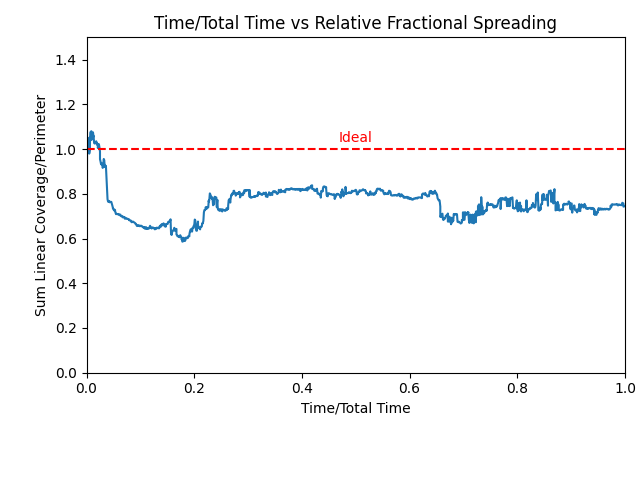 Time/Total Time vs Relative Fractional Spreading
Sum Linear Coverage/Perimeter
1.4
1.2
1.0
0.8
0.6
0.4
0.2
0.0
Ideal
0.0 0.2 0.4 0.6 0.8 1.0
Time/Total Time